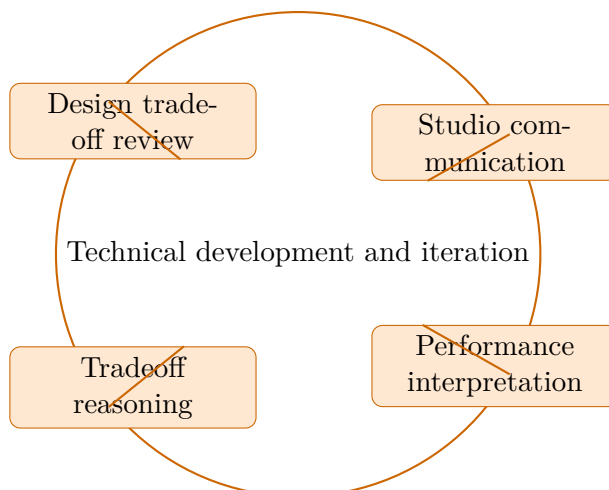 Design trade-
off review
Studio com-
munication
Technical development and iteration
Tradeoff
reasoning
Performance
interpretation